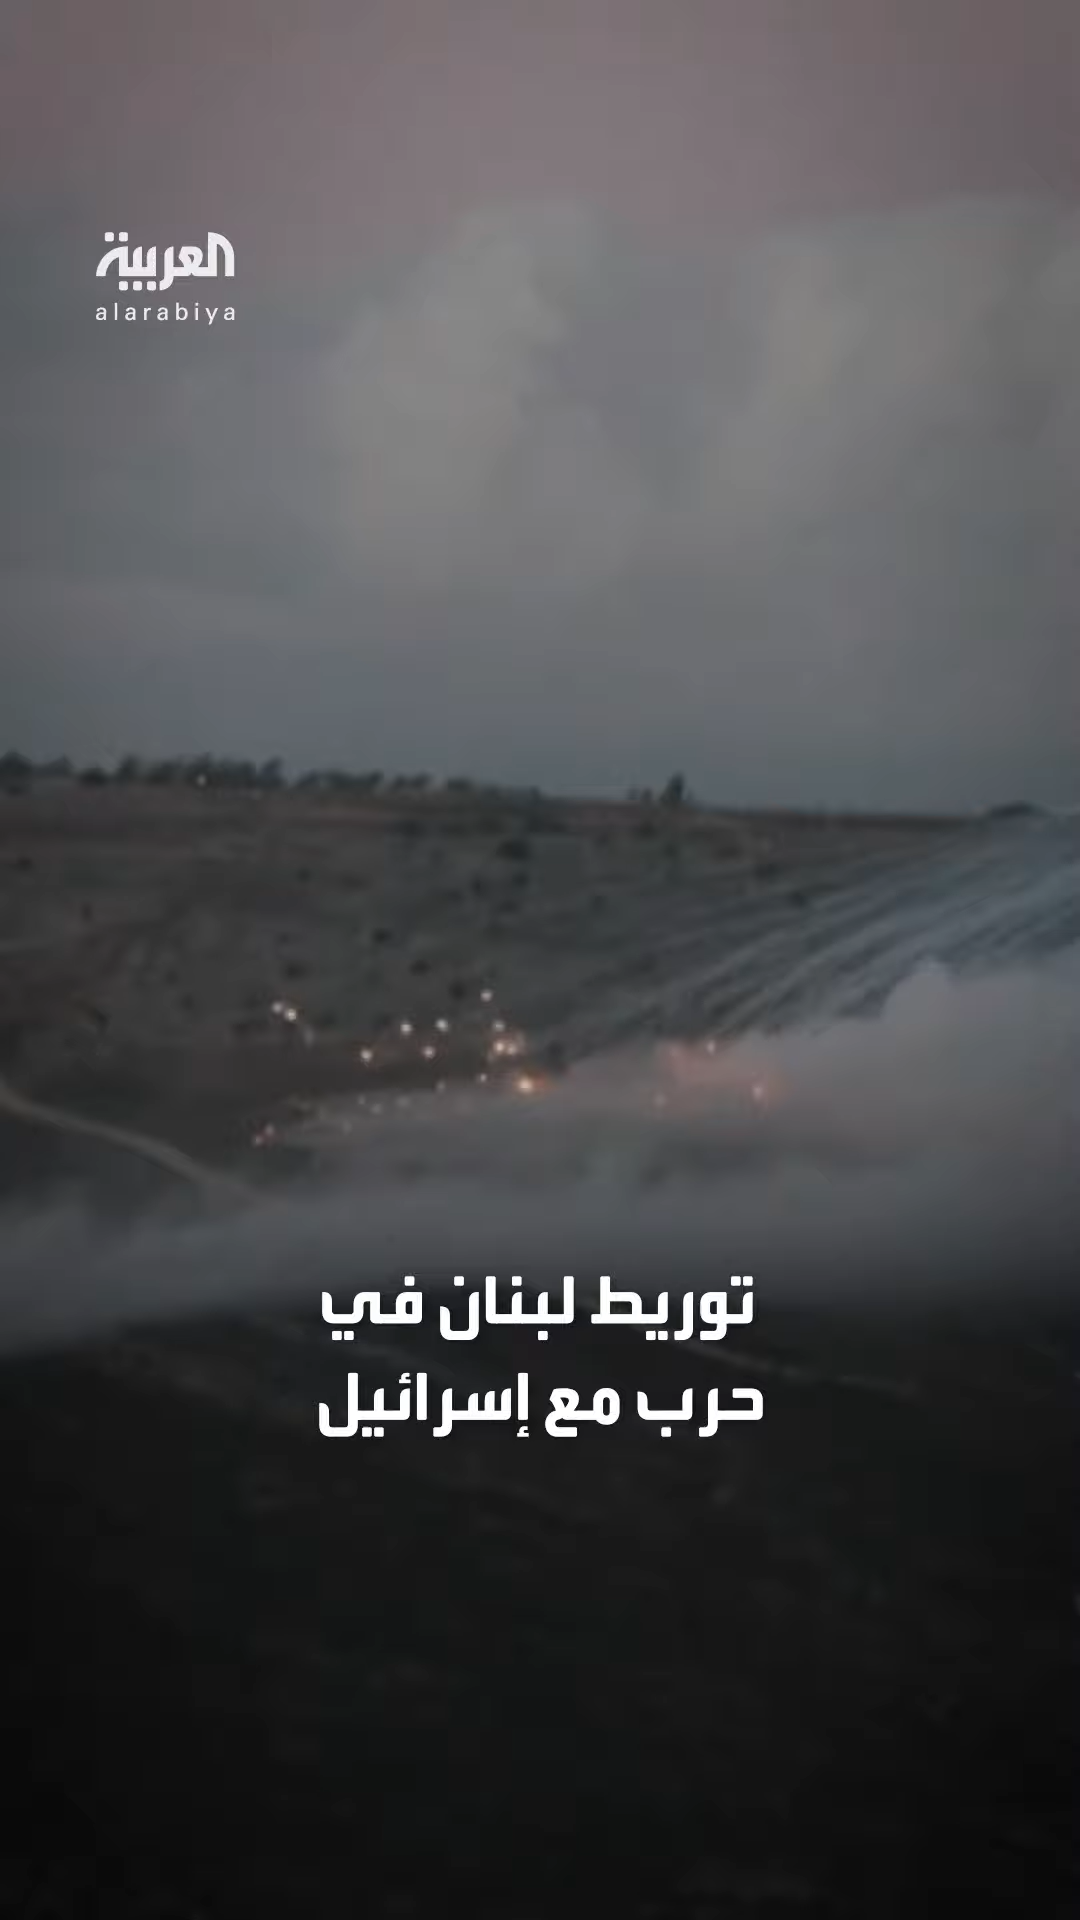 العربية
alarabiya
توريط لبنان في
حرب مع إسرائيل